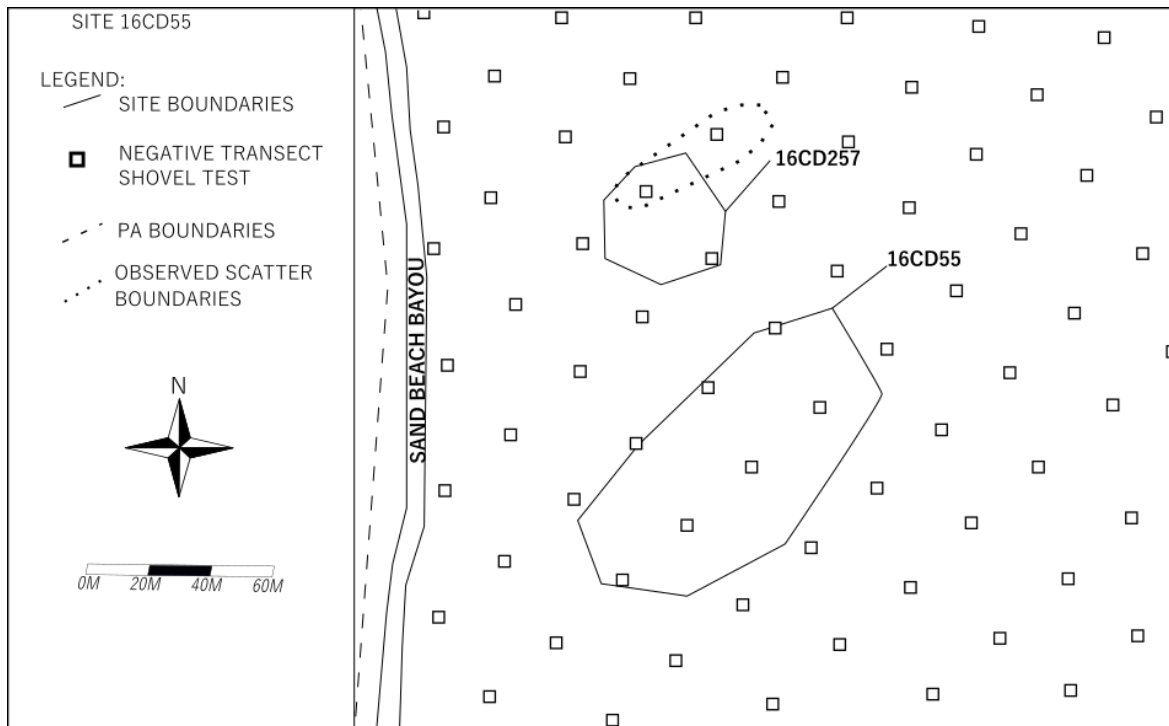 SITE 16CD55
LEGEND:
SITE BOUNDARIES
NEGATIVE TRANSECT
SHOVEL TEST
PA BOUNDARIES
OBSERVED SCATTER
BOUNDARIES
N
0M 20M 40M 60M
SAND BEACH BAYOU
16CD257
16CD55